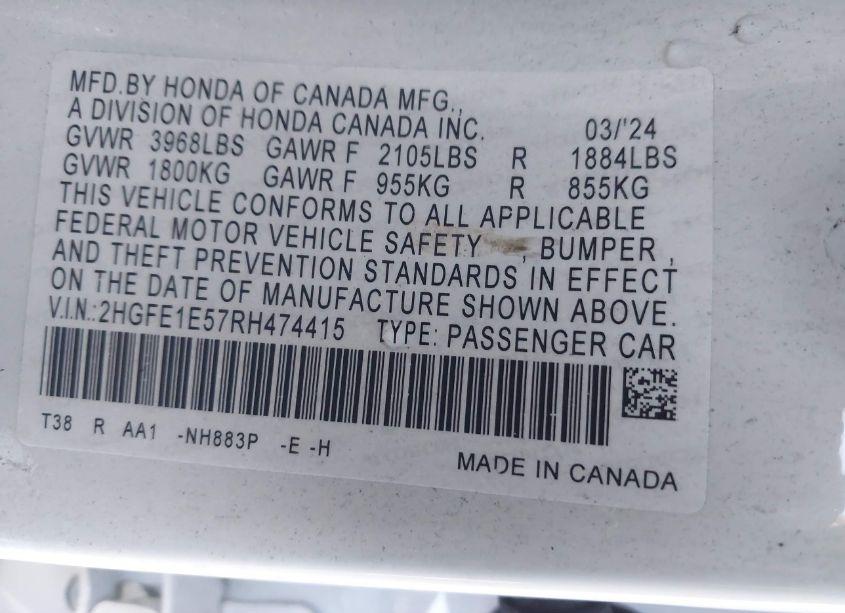 MFD.BY HONDA OF CANADA MFG.,
A DIVISION OF HONDA CANADA INC. 03/'24
GVWR 3968LBS GAWR F 2105LBS R 1884LBS
GVWR 1800KG GAWR F 955KG R 855KG
THIS VEHICLE CONFORMS TO ALL APPLICABLE
FEDERAL MOTOR VEHICLE SAFETY , BUMPER ,
AND THEFT PREVENTION STANDARDS IN EFFECT
ON THE DATE OF MANUFACTURE SHOWN ABOVE.
V.I.N.:2HGFE1E57RH474415 TYPE: PASSENGER CAR
T38 R AA1 -NH883P -E -H
MADE IN CANADA